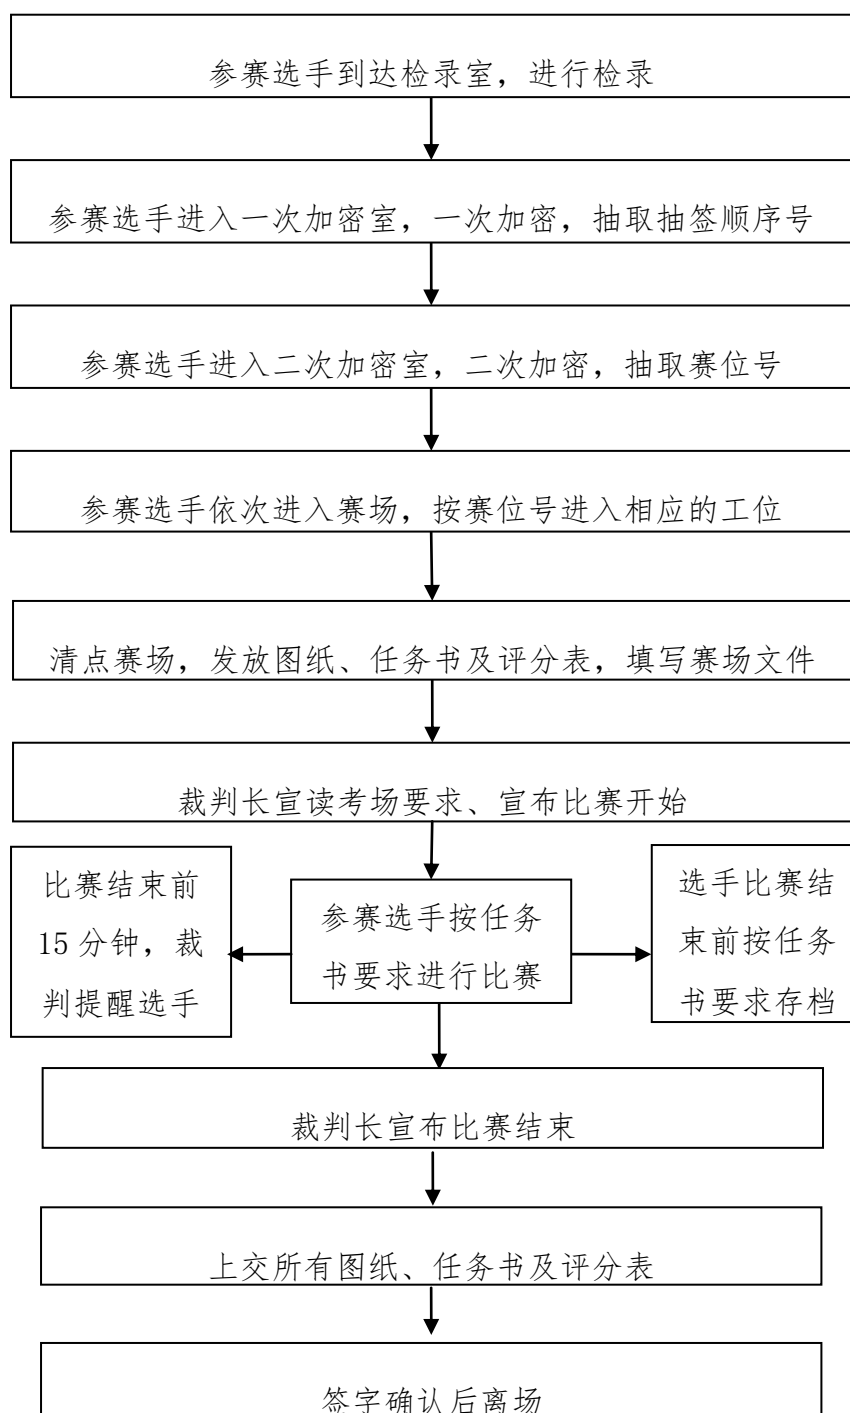 参赛选手到达检录室，进行检录
参赛选手进入一次加密室，一次加密，抽取抽签顺序号
参赛选手进入二次加密室，二次加密，抽取赛位号
参赛选手依次进入赛场，按赛位号进入相应的工位
清点赛场，发放图纸、任务书及评分表，填写赛场文件
裁判长宣读考场要求、宣布比赛开始
比赛结束前
15分钟，裁
判提醒选手
参赛选手按任务
书要求进行比赛
选手比赛结
束前按任务
书要求存档
裁判长宣布比赛结束
上交所有图纸、任务书及评分表
签字确认后离场